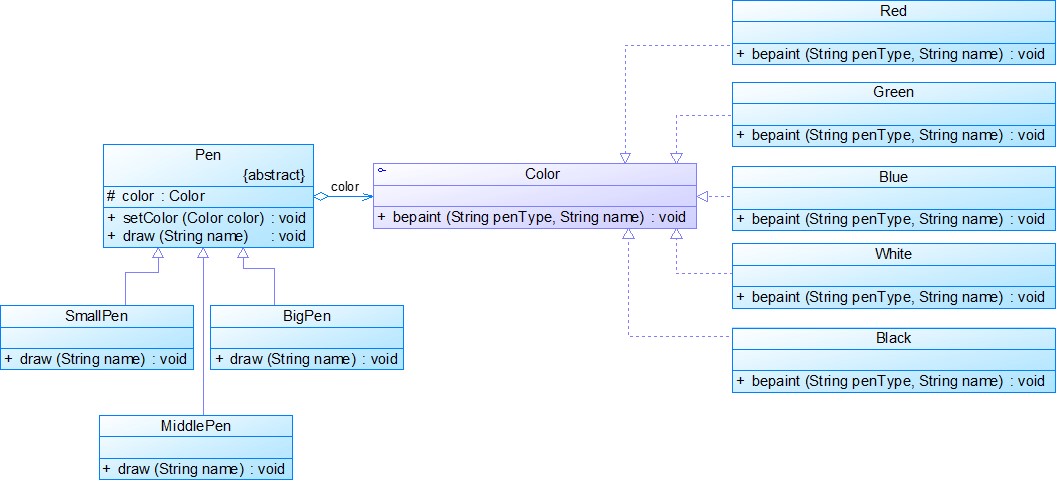 Red
+ bepaint (String penType, String name) : void
Green
+ bepaint (String penType, String name) : void
Pen
{abstract}
# color : Color
+ setColor (Color color) : void
+ draw (String name) : void
color
Color
+ bepaint (String penType, String name) : void
Blue
+ bepaint (String penType, String name) : void
White
+ bepaint (String penType, String name) : void
SmallPen
+ draw (String name) : void
BigPen
+ draw (String name) : void
Black
+ bepaint (String penType, String name) : void
MiddlePen
+ draw (String name) : void